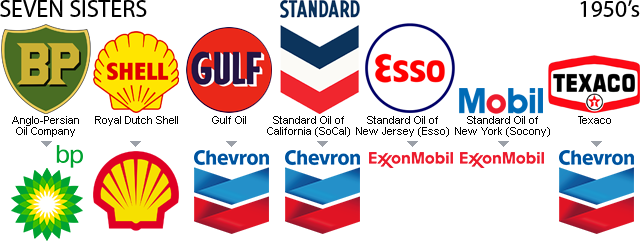 SEVEN SISTERS
1950's
BP
SHELL
GULF
STANDARD
Esso
Mobil
TEXACO
T
Anglo-Persian
Oil Company
Royal Dutch Shell
Gulf Oil
Standard Oil of
California (SoCal)
Standard Oil of
New Jersey (Esso)
Standard Oil of
New York (Socony)
Texaco
bp
Chevron
Chevron
ExxonMobil
ExxonMobil
Chevron